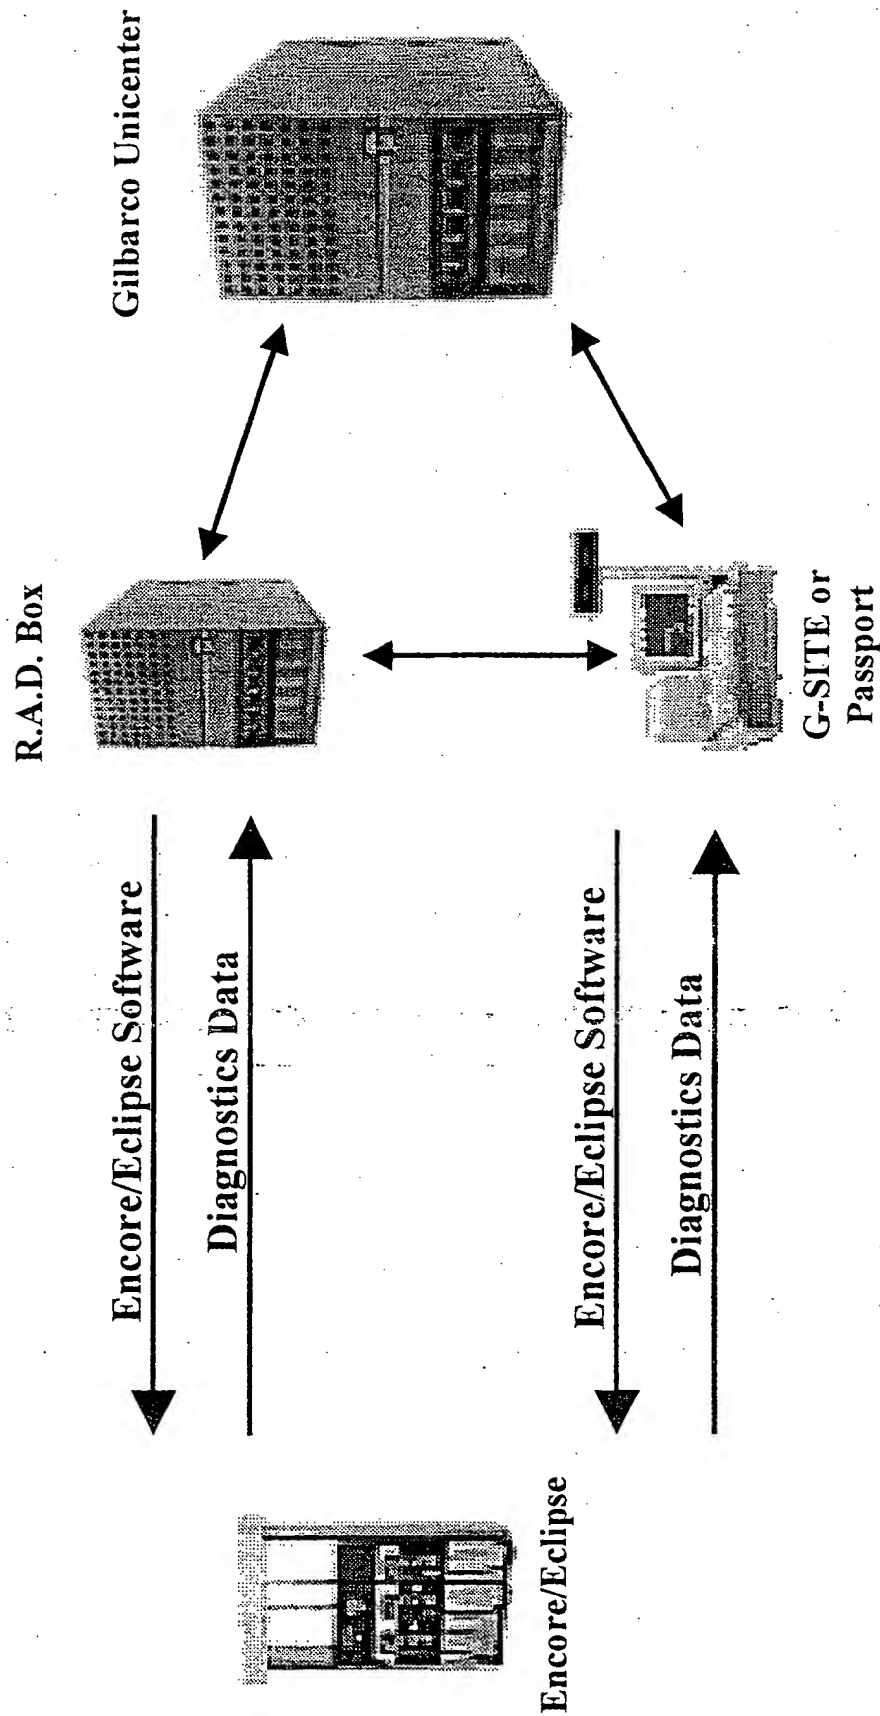 R.A.D. Box
Gilbarco Unicenter
Encore/Eclipse Software
Diagnostics Data
Encore/Eclipse Software
Diagnostics Data
Encore/Eclipse
G-SITE or
Passport